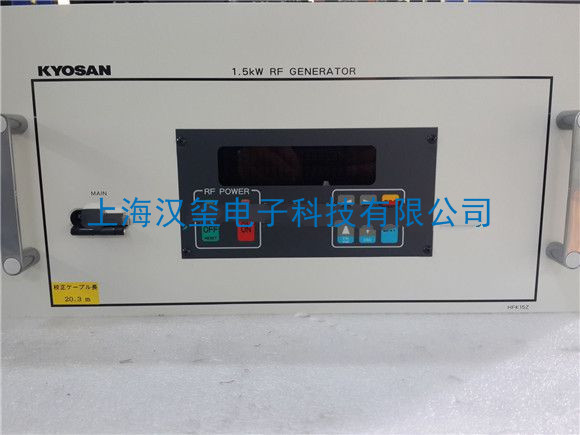 KYOSAN
1.5kW RF GENERATOR
RF POWER
MAIN
上海汉玺电子科技有限公司
OFF
RESET
ON
校正ケーブル長
20.3 m
HFK15Z